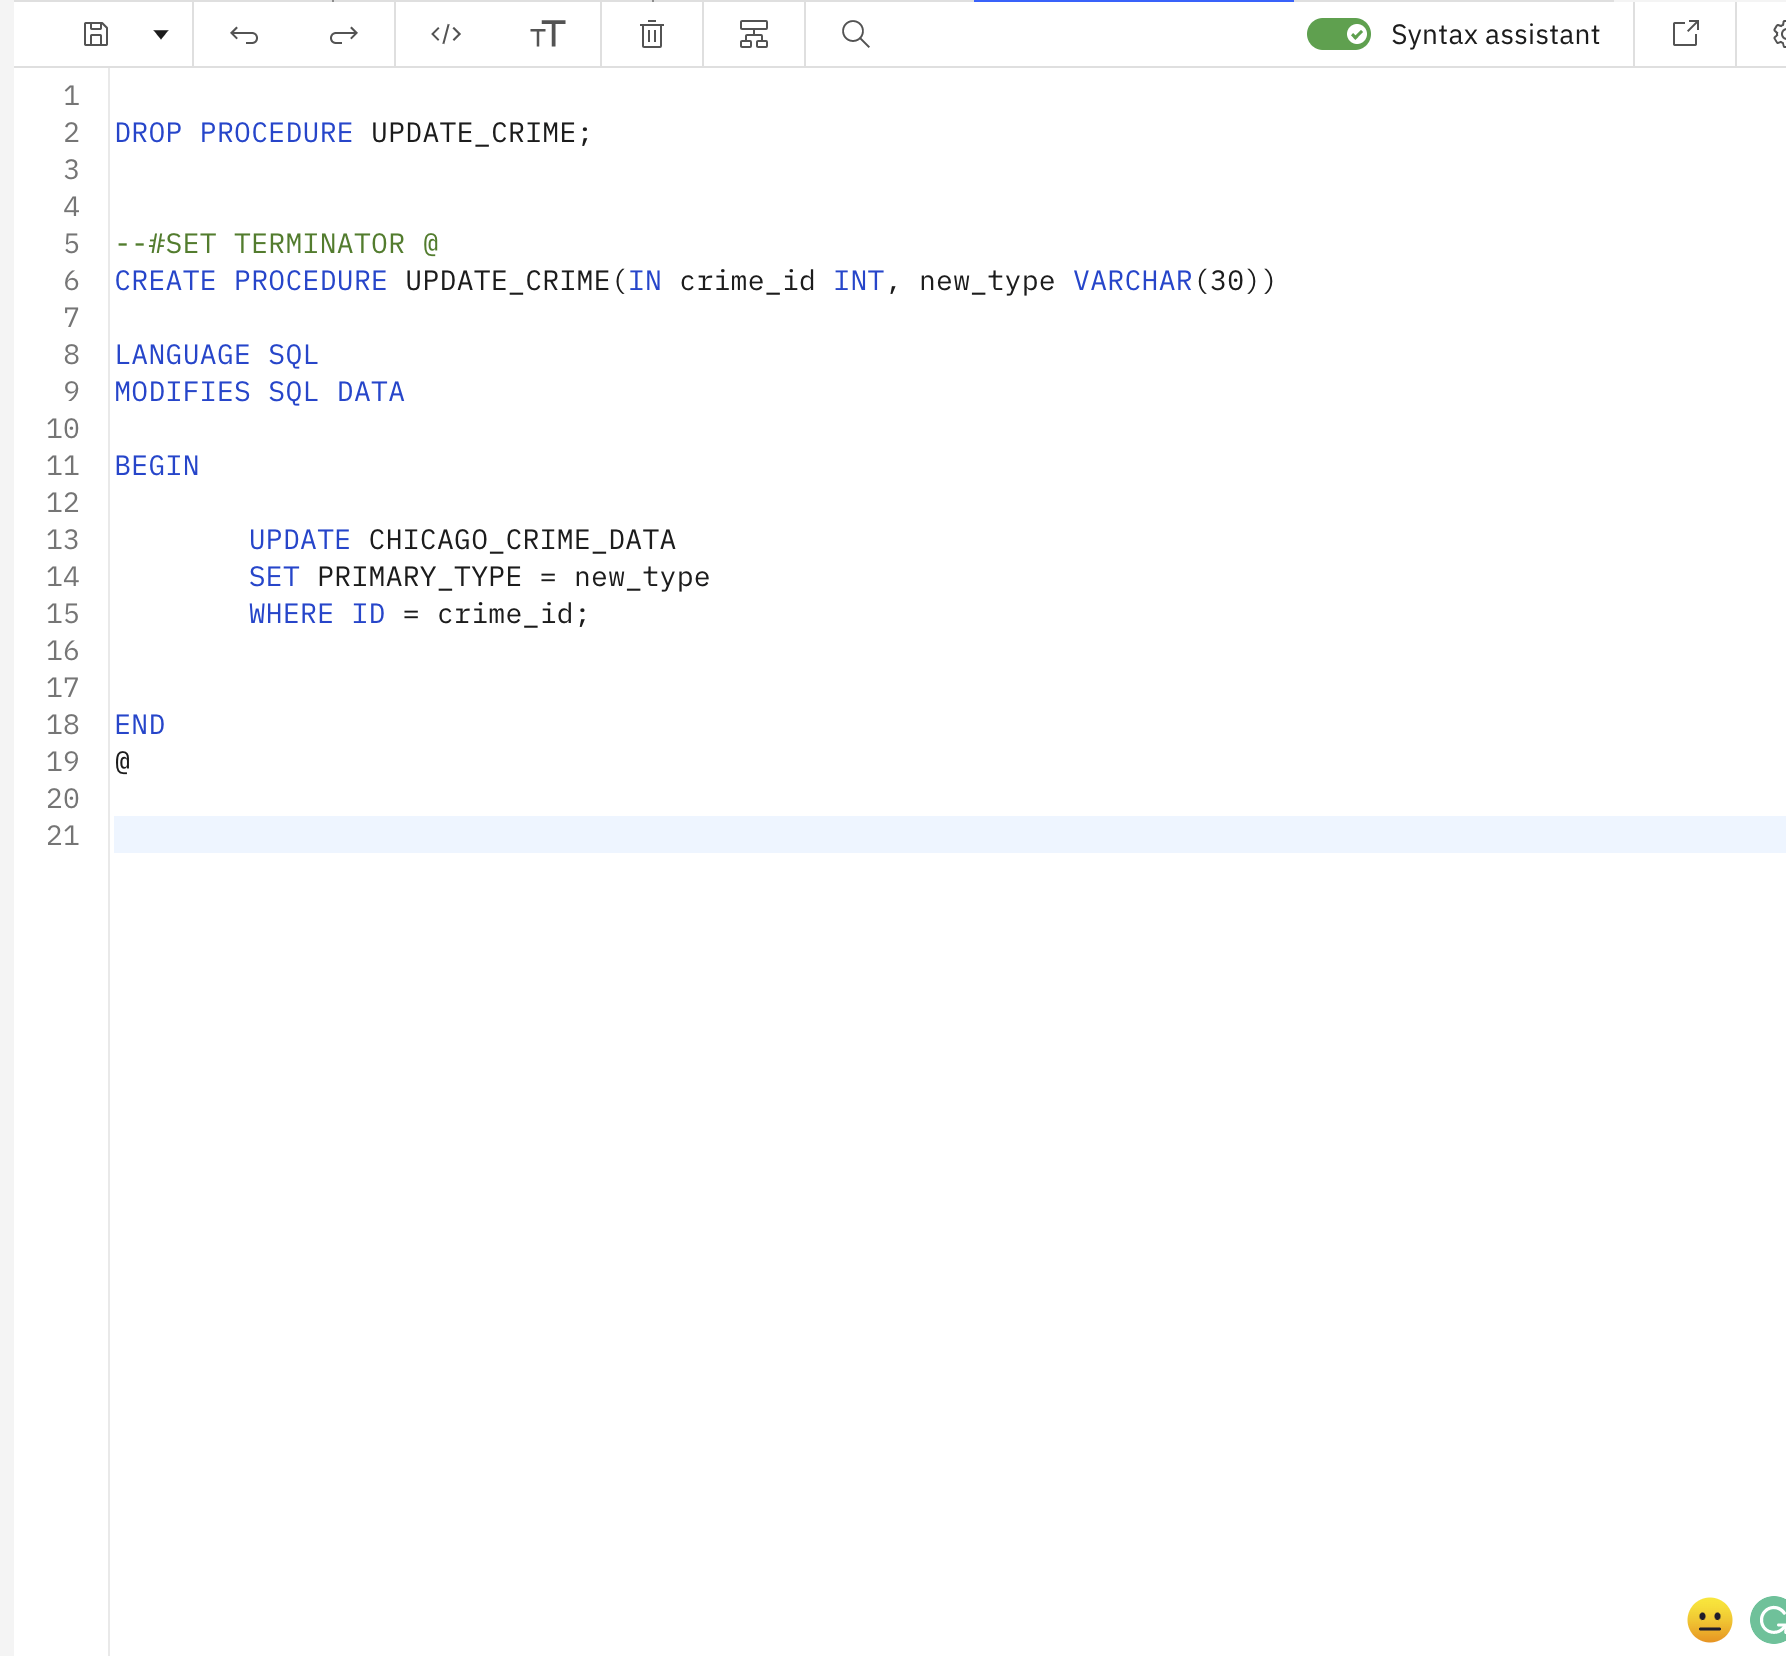 TT
Syntax assistant
1
2 DROP PROCEDURE UPDATE_CRIME;
3
4
5 --#SET TERMINATOR @
6 CREATE PROCEDURE UPDATE_CRIME(IN crime_id INT, new_type VARCHAR(30))
7
8 LANGUAGE SQL
9 MODIFIES SQL DATA
10
11 BEGIN
12
13 UPDATE CHICAGO_CRIME_DATA
14 SET PRIMARY_TYPE = new_type
15 WHERE ID = crime_id;
16
17
18 END
19 @
20
21